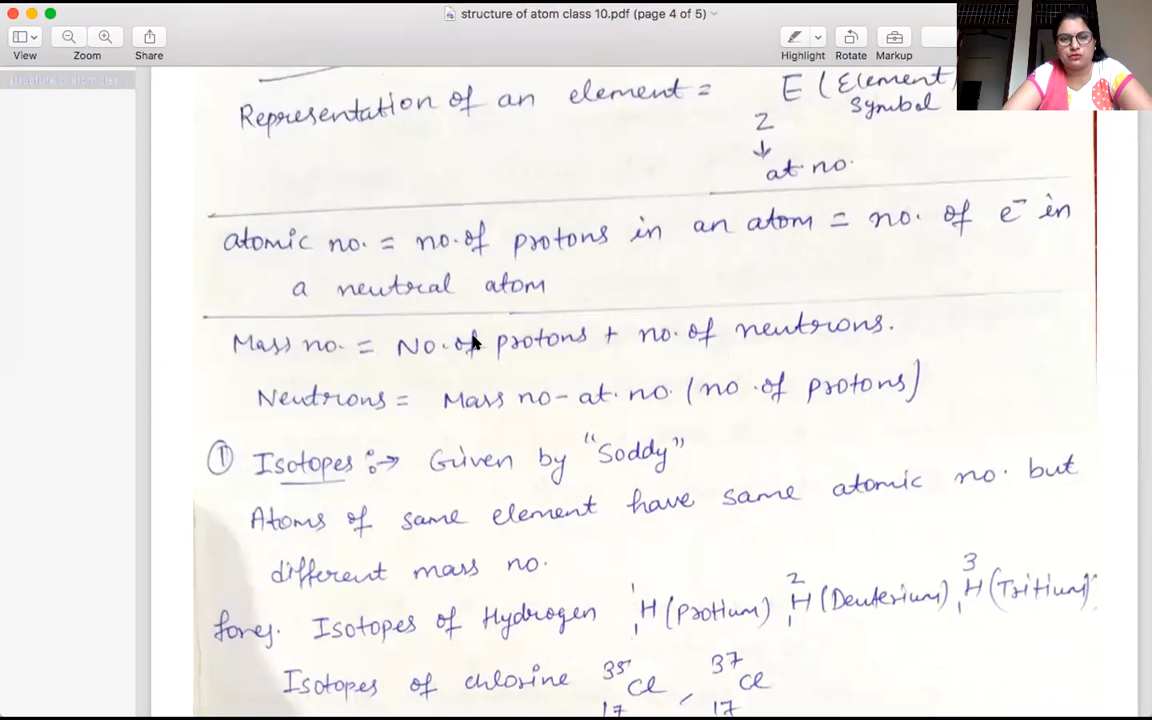 structure of atom class 10.pdf (page 4 of 5)
View Zoom Share Highlight Rotate Markup
Representation of an element = E (Element
Symbol
Z
at no.
atomic no. = no. of protons in an atom = no. of e⁻ in
a neutral atom
Mass no. = No. of protons + no. of neutrons.
Neutrons = Mass no - at. no. (no. of protons)
① Isotopes :→ Given by "Soddy"
Atoms of same element have same atomic no. but
different mass no.
for eg. Isotopes of Hydrogen ¹₁H (Protium) ²₁H (Deuterium) ³₁H (Tritium)
Isotopes of chlorine ³⁵₁₇Cl , ³⁷₁₇Cl